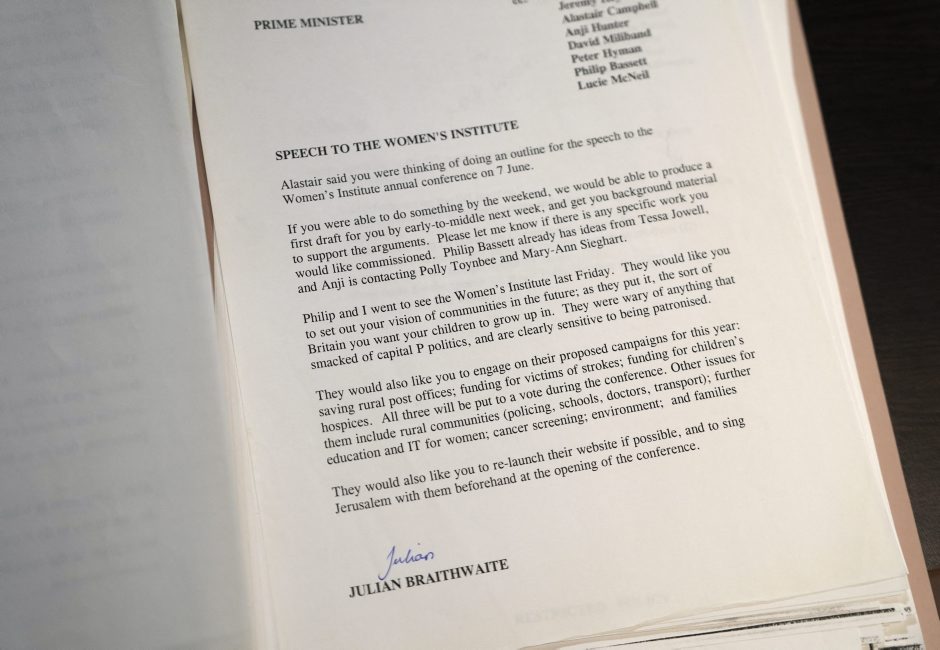 PRIME MINISTER
Jeremy
Alastair Campbell
Anji Hunter
David Miliband
Peter Hyman
Philip Bassett
Lucie McNeil
SPEECH TO THE WOMEN'S INSTITUTE
Alastair said you were thinking of doing an outline for the speech to the
Women's Institute annual conference on 7 June.
If you were able to do something by the weekend, we would be able to produce a
first draft for you by early-to-middle next week, and get you background material
to support the arguments. Please let me know if there is any specific work you
would like commissioned. Philip Bassett already has ideas from Tessa Jowell,
and Anji is contacting Polly Toynbee and Mary-Ann Sieghart.
Philip and I went to see the Women's Institute last Friday. They would like you
to set out your vision of communities in the future; as they put it, the sort of
Britain you want your children to grow up in. They were wary of anything that
smacked of capital P politics, and are clearly sensitive to being patronised.
They would also like you to engage on their proposed campaigns for this year:
saving rural post offices; funding for victims of strokes; funding for children's
hospices. All three will be put to a vote during the conference. Other issues for
them include rural communities (policing, schools, doctors, transport); further
education and IT for women; cancer screening; environment; and families
They would also like you to re-launch their website if possible, and to sing
Jerusalem with them beforehand at the opening of the conference.
Julian
JULIAN BRAITHWAITE